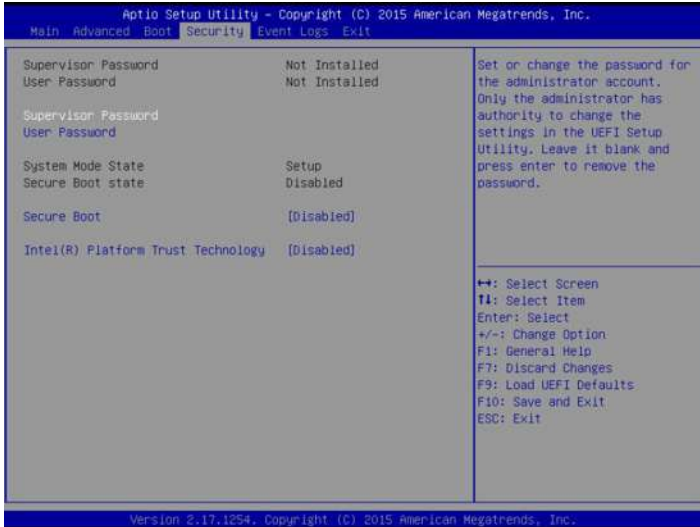 Aptio Setup Utility – Copyright (C) 2015 American Megatrends, Inc.
Main Advanced Boot Security Event Logs Exit
Supervisor Password Not Installed
User Password Not Installed
Supervisor Password
User Password
System Mode State Setup
Secure Boot state Disabled
Secure Boot [Disabled]
Intel(R) Platform Trust Technology [Disabled]
Set or change the password for
the administrator account.
Only the administrator has
authority to change the
settings in the UEFI Setup
Utility. Leave it blank and
press enter to remove the
password.
↔: Select Screen
↑↓: Select Item
Enter: Select
+/-: Change Option
F1: General Help
F7: Discard Changes
F9: Load UEFI Defaults
F10: Save and Exit
ESC: Exit
Version 2.17.1254. Copyright (C) 2015 American Megatrends, Inc.